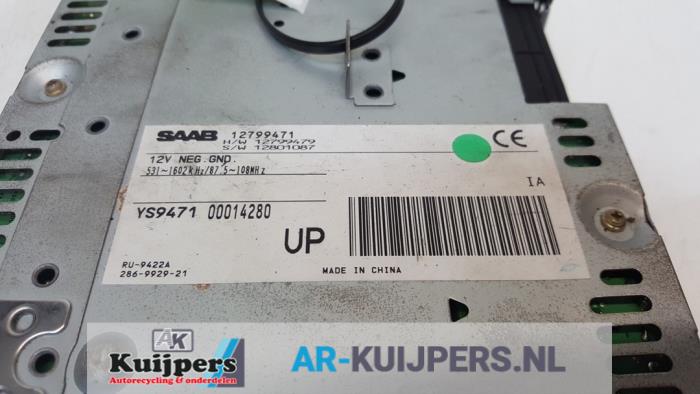 SAAB 12799471
H/W 12799479
S/W 12801087
12V NEG.GND.
531~1602kHz/87.5~108MHz
CE
IA
YS9471 00014280
UP
RU-9422A
286-9929-21
MADE IN CHINA
AK
Kuijpers
Autorecycling & onderdelen
AR-KUIJPERS.NL